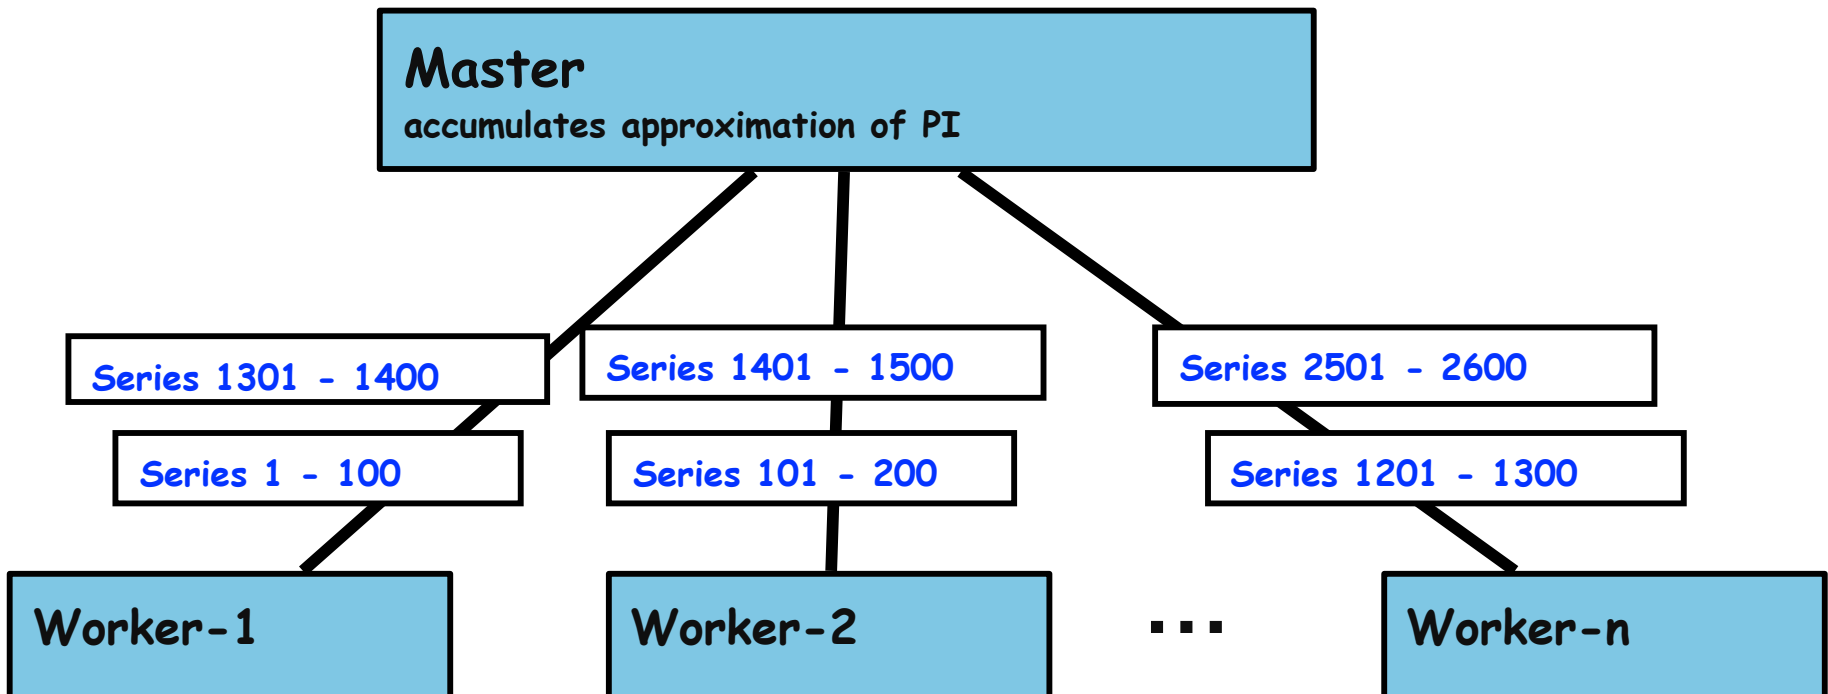 Master
accumulates approximation of PI
Series 1301 - 1400
Series 1401 - 1500
Series 2501 - 2600
Series 1 - 100
Series 101 - 200
Series 1201 - 1300
Worker-1
Worker-2
...
Worker-n